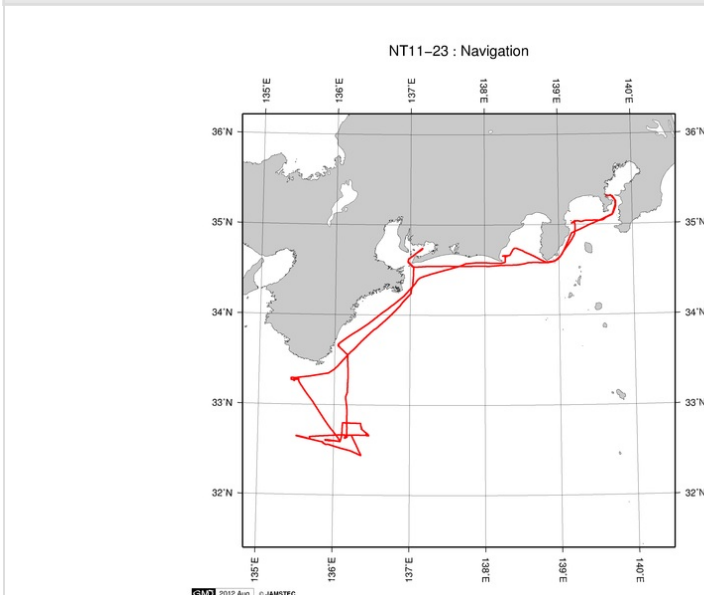 NT11−23 : Navigation
135˚E 136˚E 137˚E 138˚E 139˚E 140˚E
36˚N 36˚N
35˚N 35˚N
34˚N 34˚N
33˚N 33˚N
32˚N 32˚N
135˚E 136˚E 137˚E 138˚E 139˚E 140˚E
GMD 2012 Aug © JAMSTEC